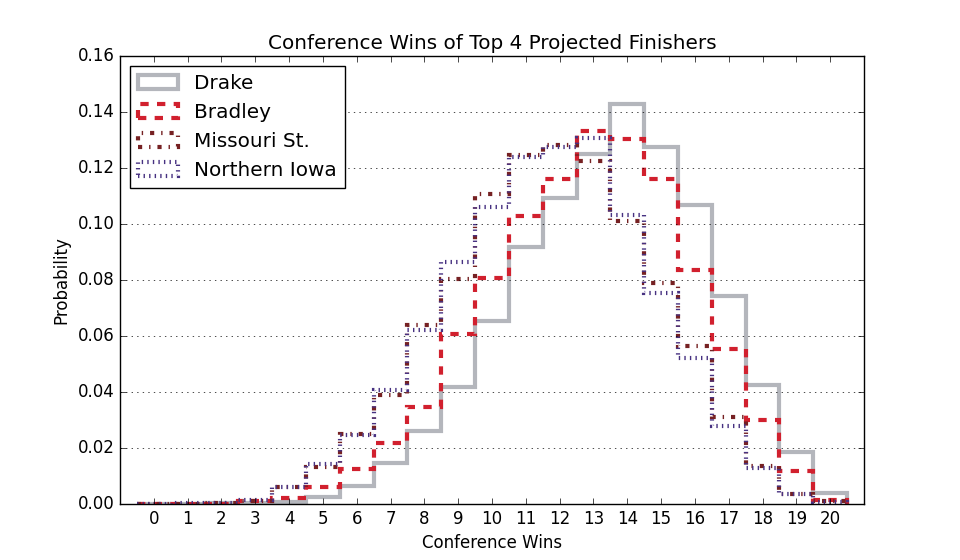 Conference Wins of Top 4 Projected Finishers
0.16
0.14
0.12
0.10
0.08
0.06
0.04
0.02
0.00
Probability
Drake
Bradley
Missouri St.
Northern Iowa
0 1 2 3 4 5 6 7 8 9 10 11 12 13 14 15 16 17 18 19 20
Conference Wins